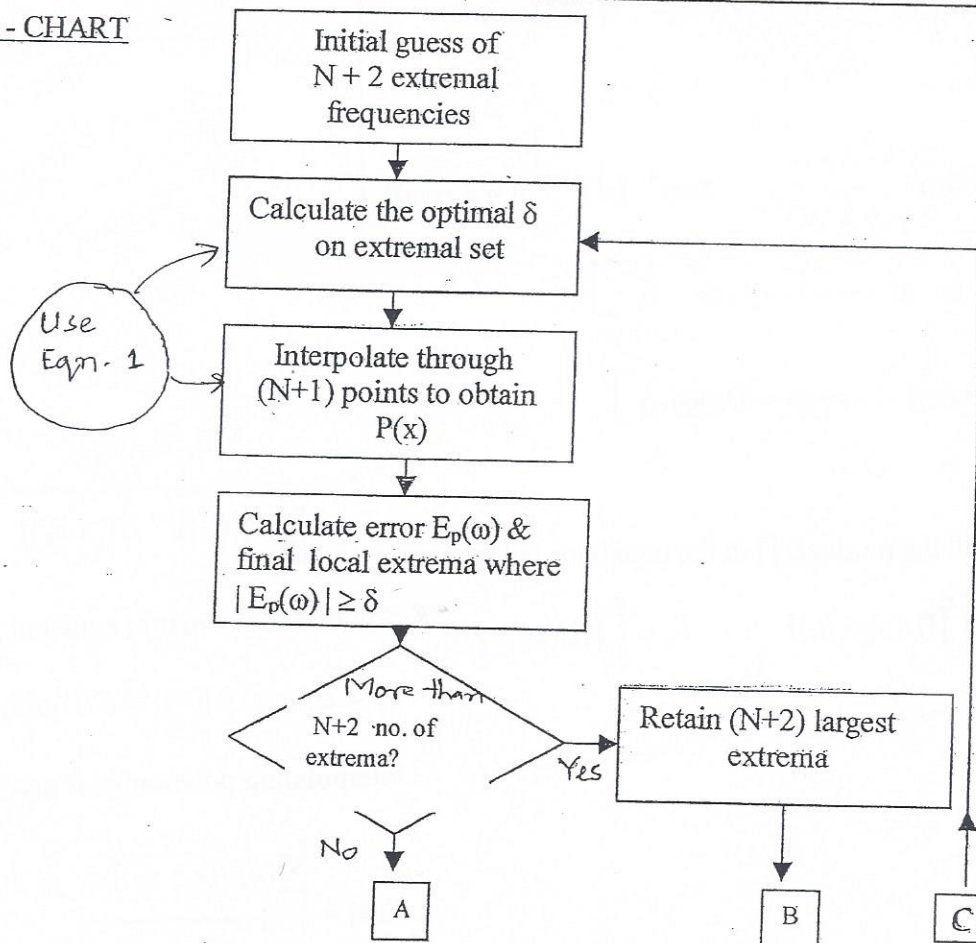 - CHART
Initial guess of
N + 2 extremal
frequencies
Calculate the optimal δ
on extremal set
Use
Eqn. 1
Interpolate through
(N+1) points to obtain
P(x)
Calculate error Eₚ(ω) &
final local extrema where
| Eₚ(ω) | ≥ δ
More than
N+2 no. of
extrema?
Yes
Retain (N+2) largest
extrema
No
A
B
C